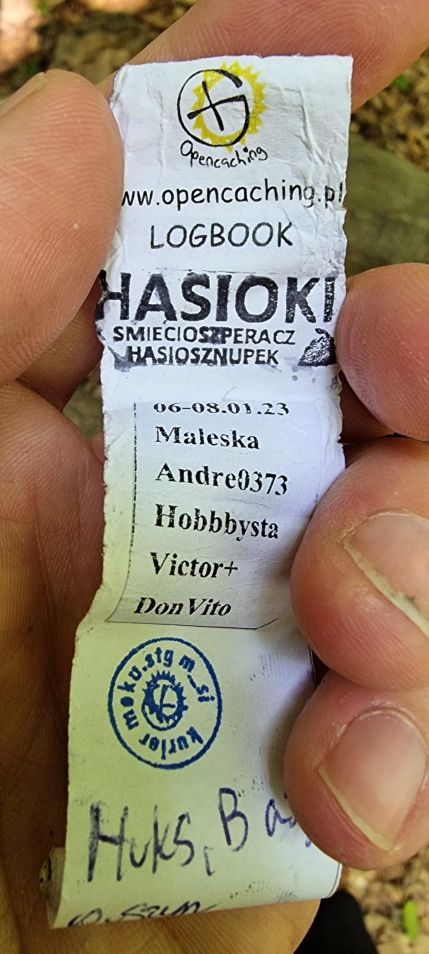 Opencaching
www.opencaching.pl
LOGBOOK
HASIOKI
SMIECIOSZPERACZ
HASIOSZNUPEK
06-08.01.23
Maleska
Andre0373
Hobbbysta
Victor+
DonVito
kurier meku.stg m_si
Huks,